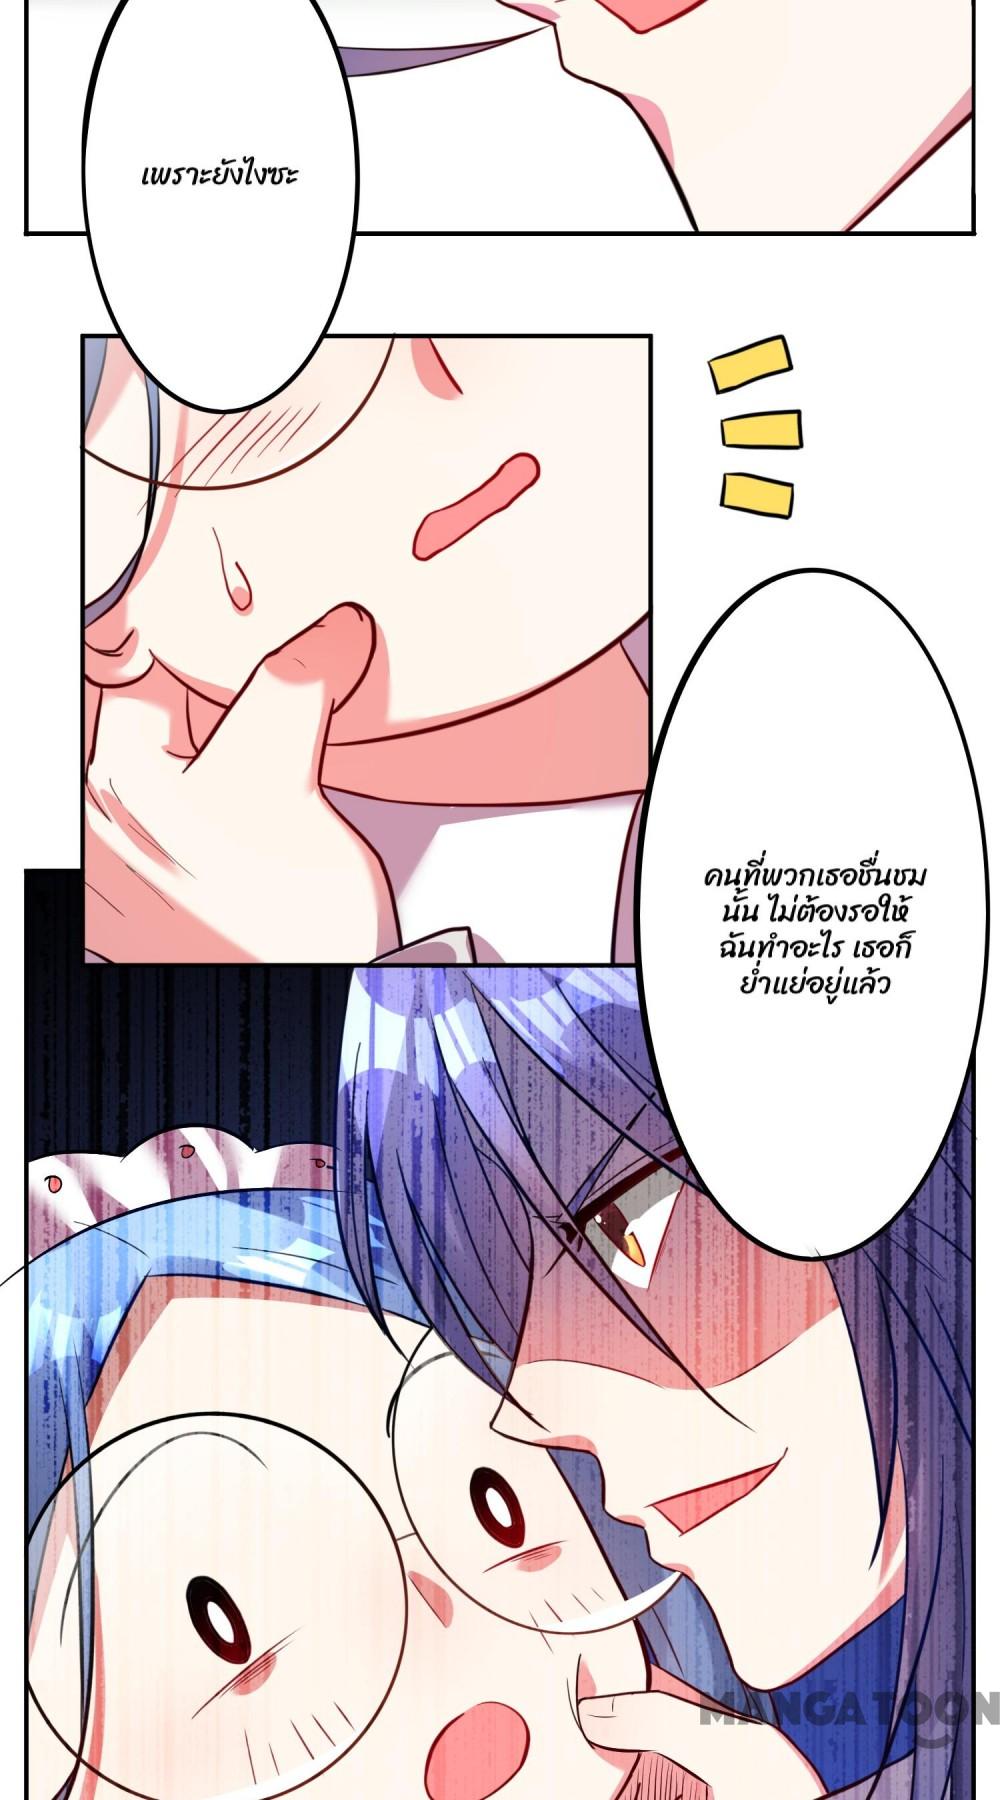 เพราะยังไงซะ
คนที่พวกเธอชื่นชม
นั้น ไม่ต้องรอให้
ฉันทำอะไร เธอก็
ย่ำแย่อยู่แล้ว
MANGATOON